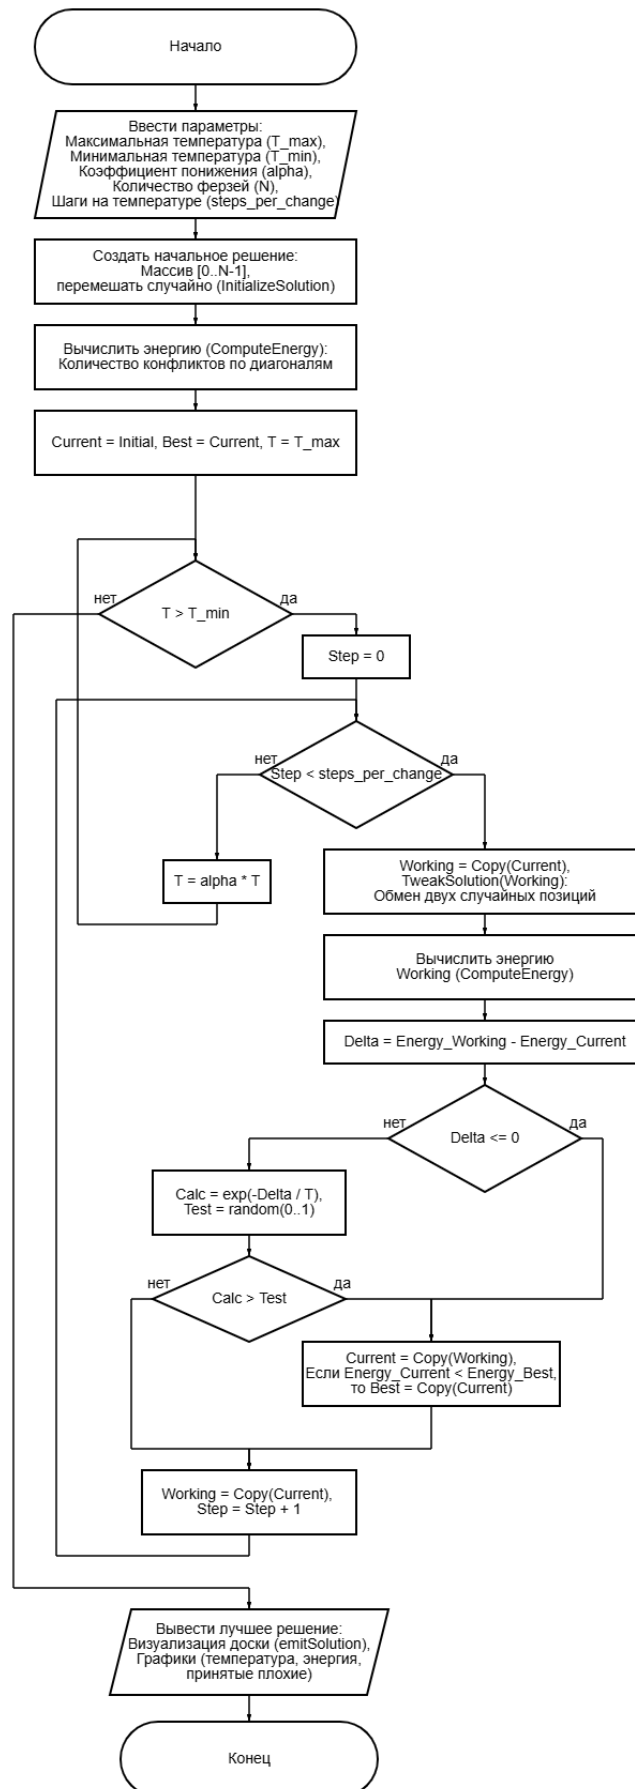 Начало
Ввести параметры:
Максимальная температура (T_max),
Минимальная температура (T_min),
Коэффициент понижения (alpha),
Количество ферзей (N),
Шаги на температуре (steps_per_change)
Создать начальное решение:
Массив [0..N-1],
перемешать случайно (InitializeSolution)
Вычислить энергию (ComputeEnergy):
Количество конфликтов по диагоналям
Current = Initial, Best = Current, T = T_max
нет
да
T > T_min
Step = 0
нет
да
Step < steps_per_change
T = alpha * T
Working = Copy(Current),
TweakSolution(Working):
Обмен двух случайных позиций
Вычислить энергию
Working (ComputeEnergy)
Delta = Energy_Working - Energy_Current
нет
да
Delta <= 0
Calc = exp(-Delta / T),
Test = random(0..1)
нет
да
Calc > Test
Current = Copy(Working),
Если Energy_Current < Energy_Best,
то Best = Copy(Current)
Working = Copy(Current),
Step = Step + 1
Вывести лучшее решение:
Визуализация доски (emitSolution),
Графики (температура, энергия,
принятые плохие)
Конец